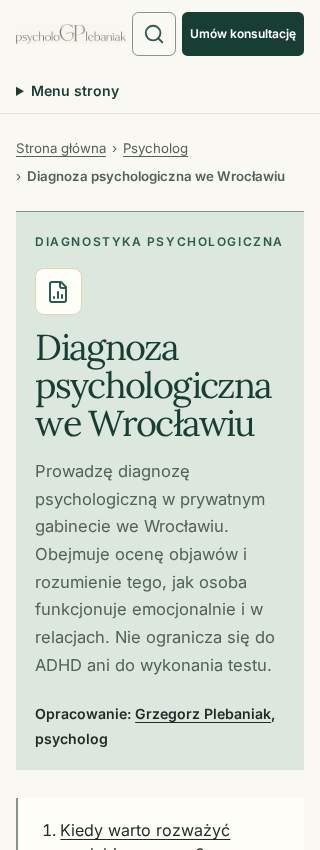 psycholoGPlebaniak
Umów konsultację
Menu strony
Strona główna › Psycholog
› Diagnoza psychologiczna we Wrocławiu
DIAGNOSTYKA PSYCHOLOGICZNA
Diagnoza
psychologiczna
we Wrocławiu
Prowadzę diagnozę
psychologiczną w prywatnym
gabinecie we Wrocławiu.
Obejmuje ocenę objawów i
rozumienie tego, jak osoba
funkcjonuje emocjonalnie i w
relacjach. Nie ogranicza się do
ADHD ani do wykonania testu.
Opracowanie: Grzegorz Plebaniak,
psycholog
1. Kiedy warto rozważyć